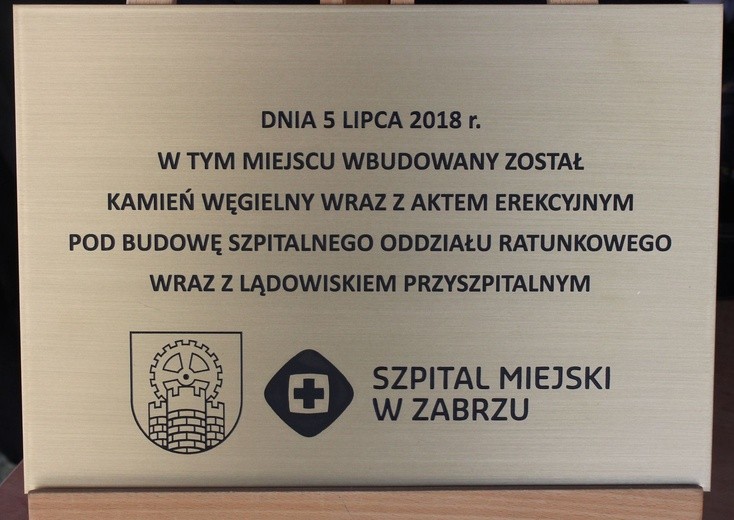 DNIA 5 LIPCA 2018 r.
W TYM MIEJSCU WBUDOWANY ZOSTAŁ
KAMIEŃ WĘGIELNY WRAZ Z AKTEM EREKCYJNYM
POD BUDOWĘ SZPITALNEGO ODDZIAŁU RATUNKOWEGO
WRAZ Z LĄDOWISKIEM PRZYSZPITALNYM
SZPITAL MIEJSKI
W ZABRZU